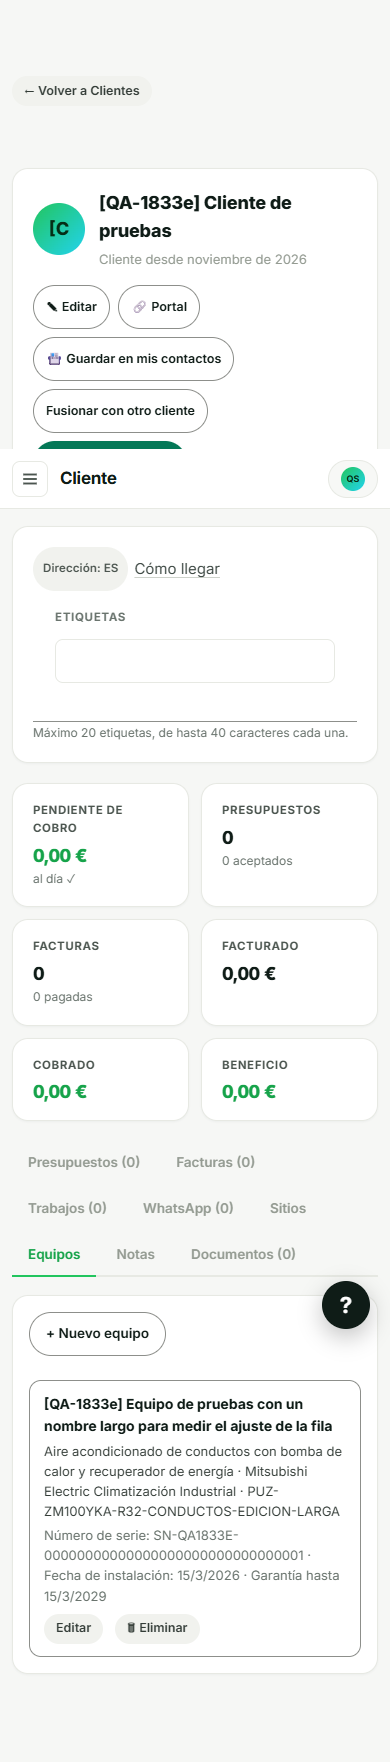 ← Volver a Clientes
[C
[QA-1833e] Cliente de
pruebas
Cliente desde noviembre de 2026
Editar
Portal
Guardar en mis contactos
Fusionar con otro cliente
Cliente
QS
Dirección: ES
Cómo llegar
ETIQUETAS
Máximo 20 etiquetas, de hasta 40 caracteres cada una.
PENDIENTE DE
COBRO
0,00 €
al día ✓
PRESUPUESTOS
0
0 aceptados
FACTURAS
0
0 pagadas
FACTURADO
0,00 €
COBRADO
0,00 €
BENEFICIO
0,00 €
Presupuestos (0)
Facturas (0)
Trabajos (0)
WhatsApp (0)
Sitios
Equipos
Notas
Documentos (0)
?
+ Nuevo equipo
[QA-1833e] Equipo de pruebas con un
nombre largo para medir el ajuste de la fila
Aire acondicionado de conductos con bomba de
calor y recuperador de energía · Mitsubishi
Electric Climatización Industrial · PUZ-
ZM100YKA-R32-CONDUCTOS-EDICION-LARGA
Número de serie: SN-QA1833E-
00000000000000000000000000000001 ·
Fecha de instalación: 15/3/2026 · Garantía hasta
15/3/2029
Editar
Eliminar